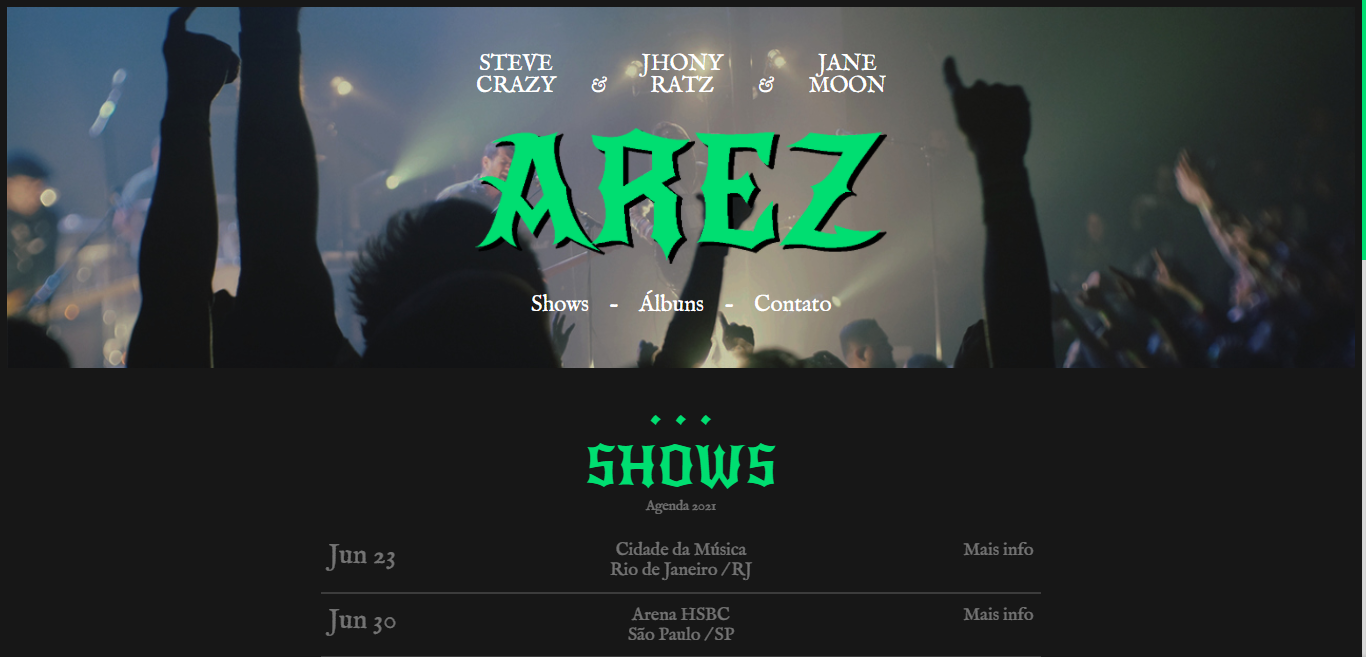 STEVE JHONY JANE
CRAZY & RATZ & MOON
AREZ
Shows - Álbuns - Contato
SHOWS
Agenda 2021
Jun 23
Cidade da Música
Rio de Janeiro / RJ
Mais info
Jun 30
Arena HSBC
São Paulo / SP
Mais info